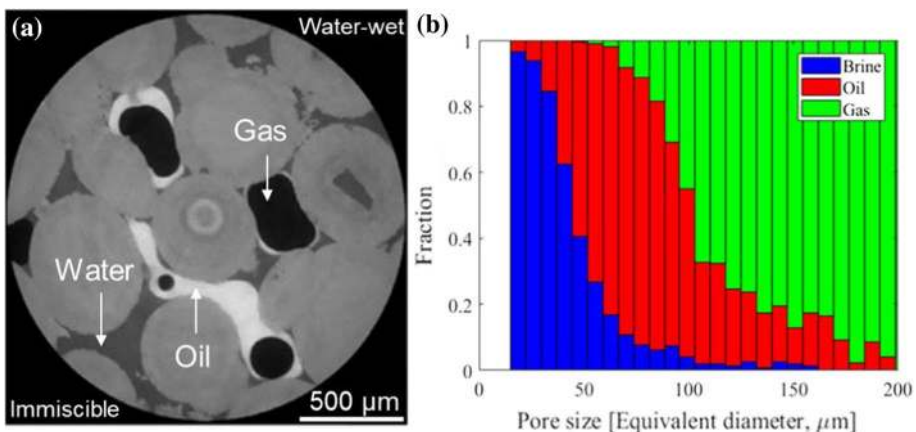 (a)
Water-wet
Gas
Water
Oil
Immiscible
500 μm
(b)
Brine
Oil
Gas
1
0.8
0.6
0.4
0.2
0
Fraction
0
50
100
150
200
Pore size [Equivalent diameter, μm]